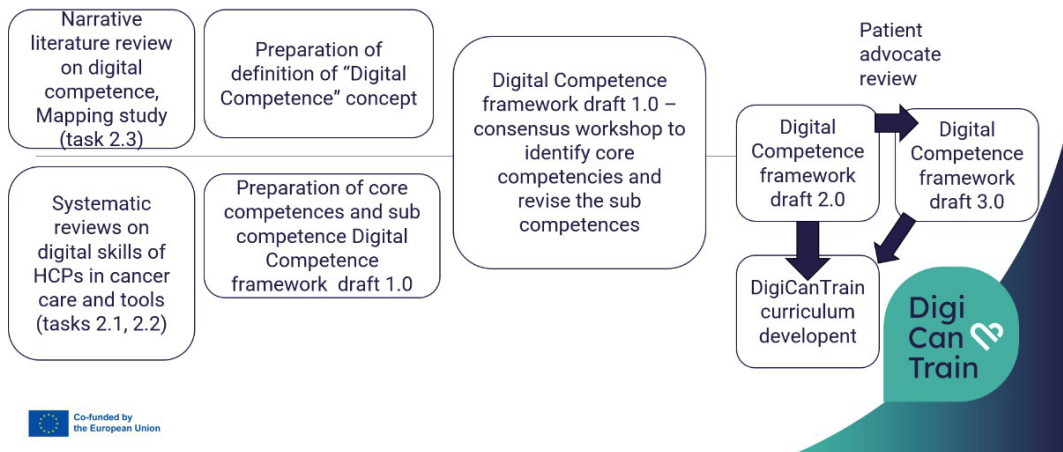 Narrative
literature review
on digital
competence,
Mapping study
(task 2.3)
Preparation of
definition of “Digital
Competence” concept
Systematic
reviews on
digital skills of
HCPs in cancer
care and tools
(tasks 2.1, 2.2)
Preparation of core
competences and sub
competence Digital
Competence
framework draft 1.0
Digital Competence
framework draft 1.0 –
consensus workshop to
identify core
competencies and
revise the sub
competences
Patient
advocate
review
Digital
Competence
framework
draft 2.0
Digital
Competence
framework
draft 3.0
DigiCanTrain
curriculum
developent
Digi
Can
Train
Co-funded by
the European Union